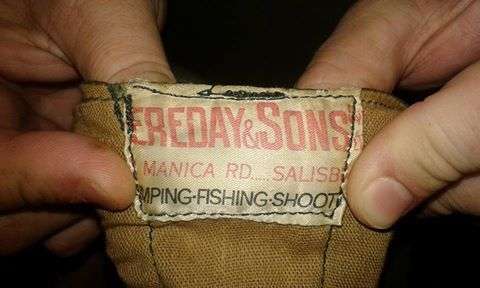 EREDAY & SONS
MANICA RD.... SALISB
MPING-FISHING-SHOOT